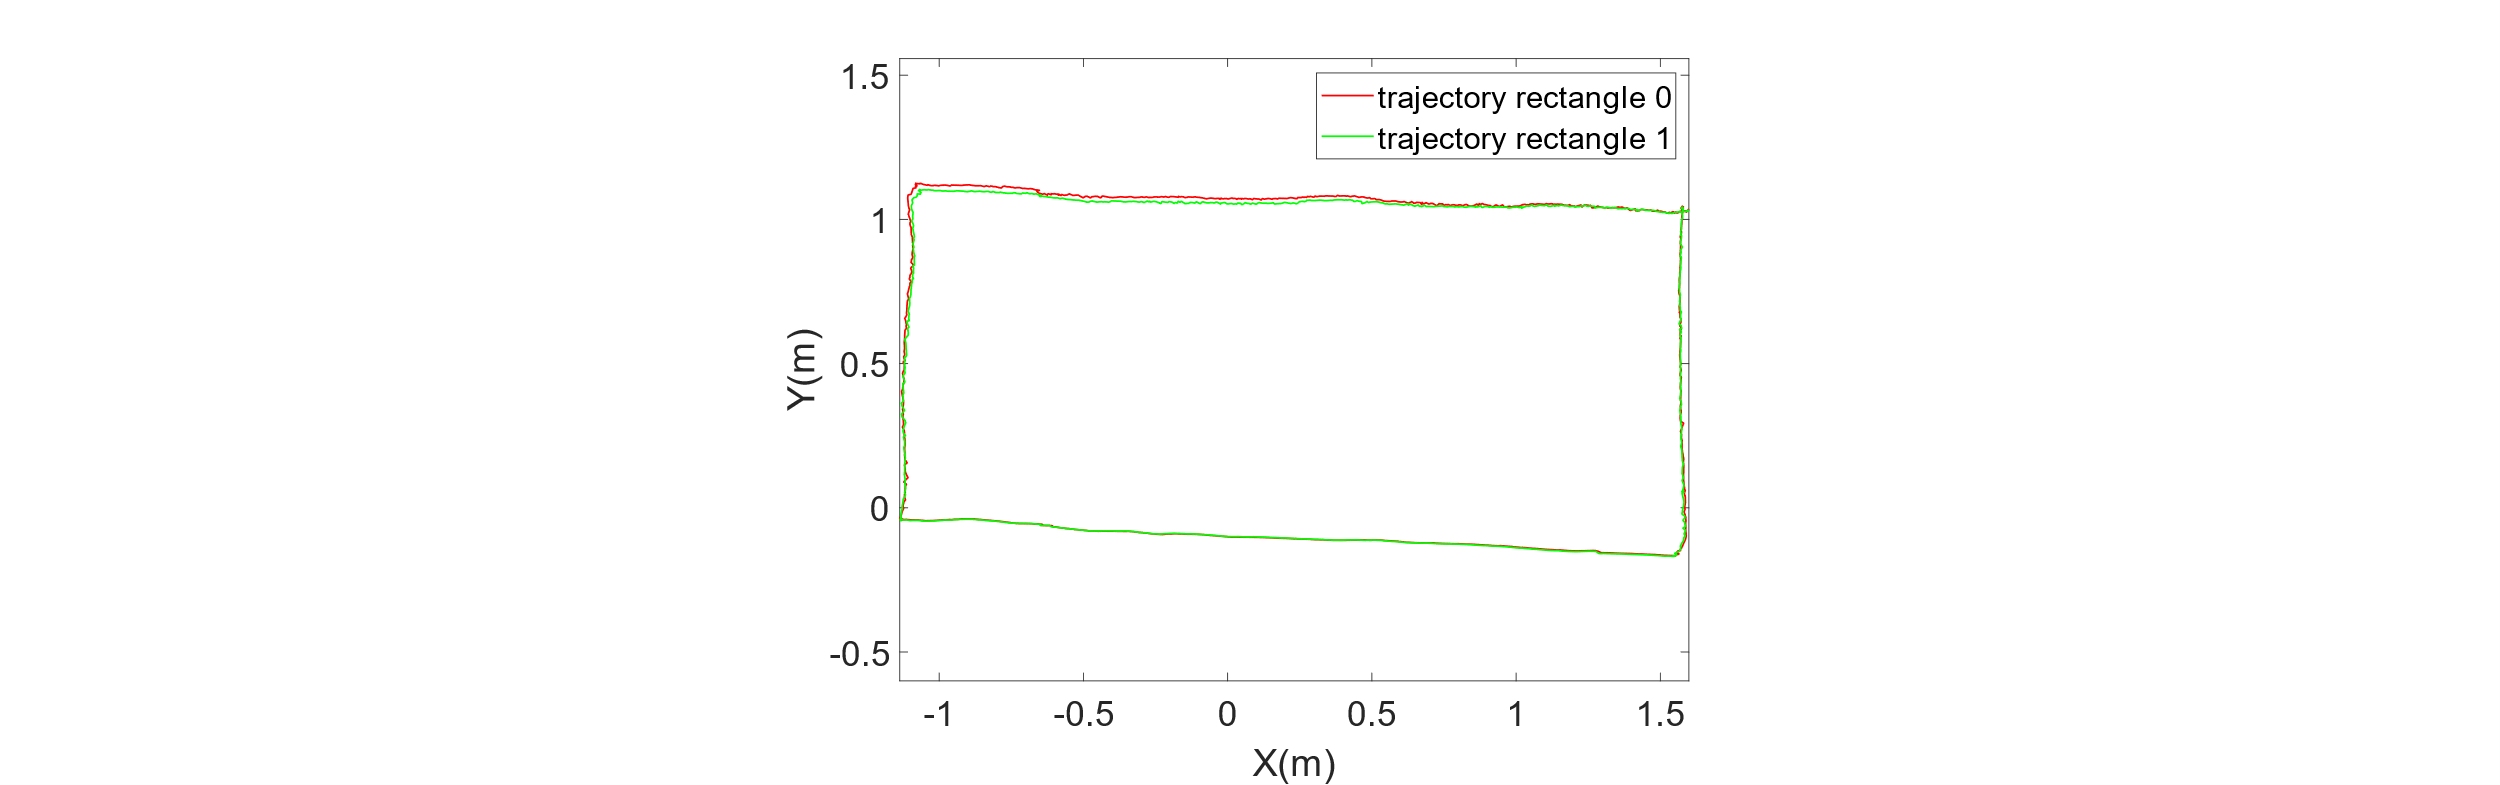 1.5
1
0.5
0
-0.5
Y(m)
trajectory rectangle 0
trajectory rectangle 1
-1 -0.5 0 0.5 1 1.5
X(m)